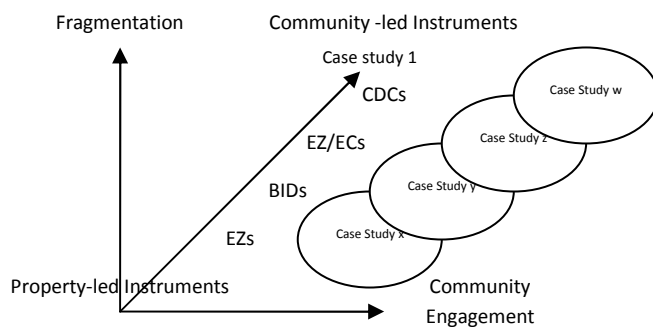 Fragmentation
Community -led Instruments
Case study 1
CDCs
Case Study w
EZ/ECs
Case Study z
BIDs
Case Study y
EZs
Case Study x
Property-led Instruments
Community
Engagement